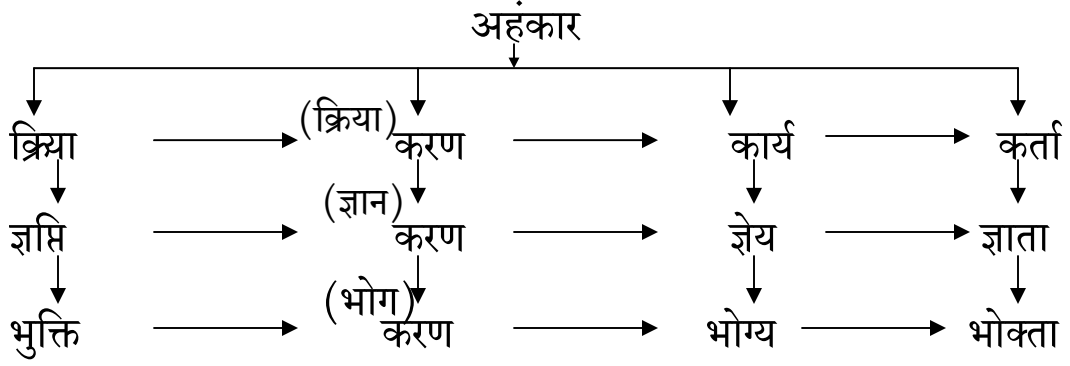 अहंकार
क्रिया (क्रिया) करण कार्य कर्ता
ज्ञप्ति (ज्ञान) करण ज्ञेय ज्ञाता
भुक्ति (भोग) करण भोग्य भोक्ता